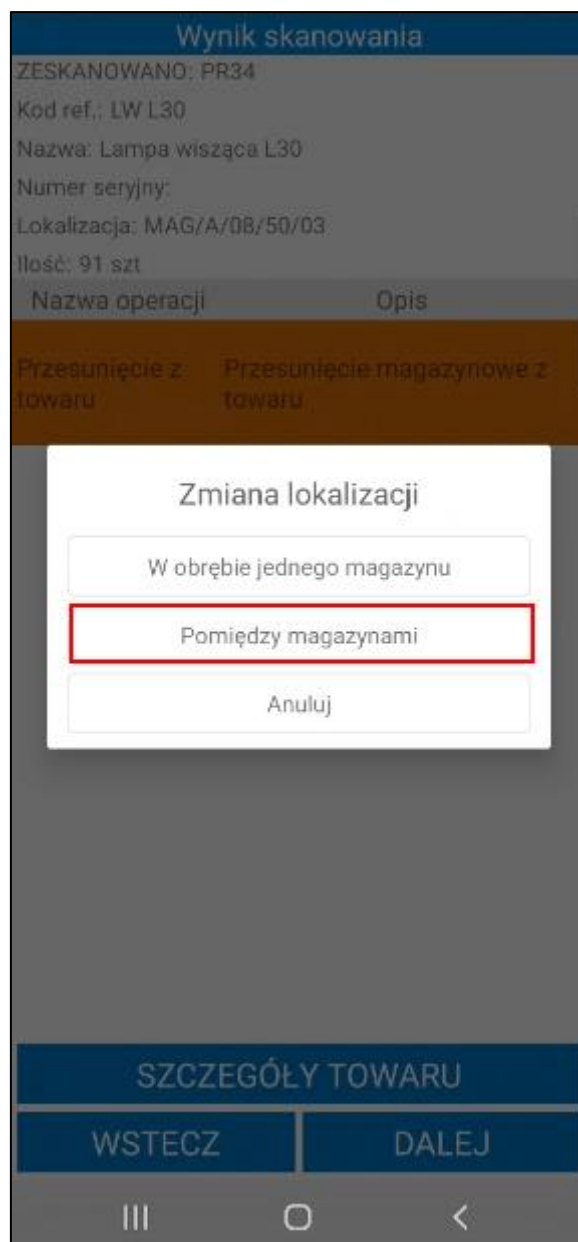 Wynik skanowania
ZESKANOWANO: PR34
Kod ref.: LW L30
Nazwa: Lampa wisząca L30
Numer seryjny:
Lokalizacja: MAG/A/08/50/03
Ilość: 91 szt
Nazwa operacji Opis
Przesunięcie z Przesunięcie magazynowe z
towaru towaru
Zmiana lokalizacji
W obrębie jednego magazynu
Pomiędzy magazynami
Anuluj
SZCZEGÓŁY TOWARU
WSTECZ DALEJ